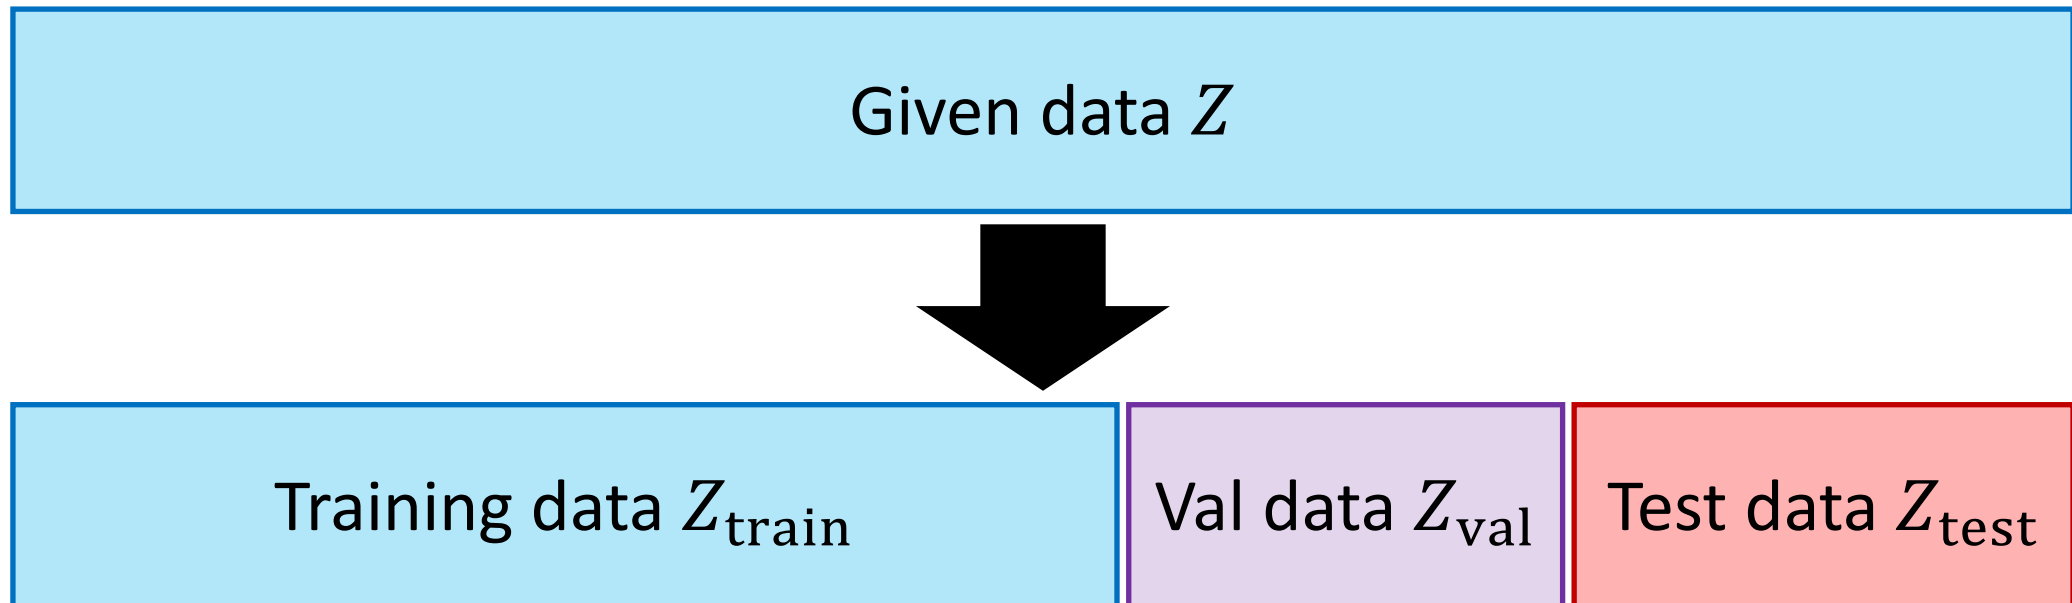 Given data Z
Training data Z_train
Val data Z_val
Test data Z_test